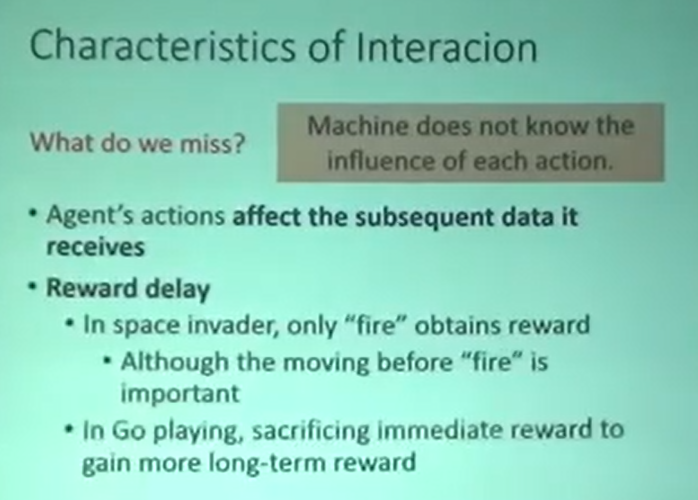 Characteristics of Interacion
What do we miss?
Machine does not know the
influence of each action.
• Agent's actions affect the subsequent data it
receives
• Reward delay
• In space invader, only "fire" obtains reward
• Although the moving before "fire" is
important
• In Go playing, sacrificing immediate reward to
gain more long-term reward